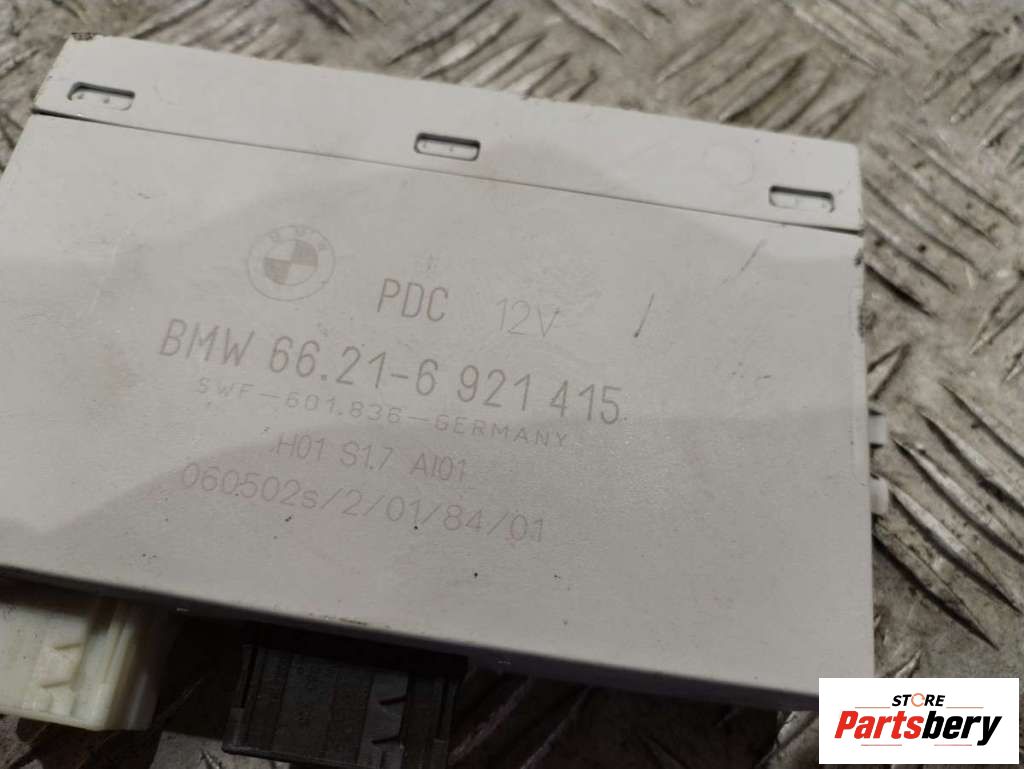 BMW
PDC 12V
BMW 66.21-6 921 415
SWF-601.836-GERMANY
H01 S1.7 AI01
060502s/2/01/84/01
STORE
Partsbery